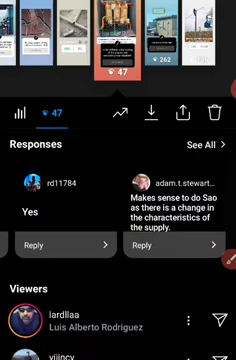 47
262
47
Responses
See All
rd11784
Yes
Reply
adam.t.stewart...
Makes sense to do Sao
as there is a change in
the characteristics of
the supply.
Reply
Viewers
lardllaa
Luis Alberto Rodriguez
vijincy